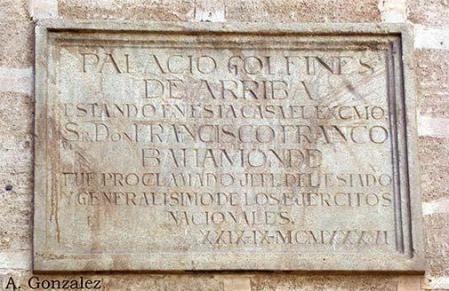 PALACIO GOLFINES
DE ARRIBA
ESTANDO EN ESTA CASA EL EXCMO.
SR. DON FRANCISCO FRANCO
BAHAMONDE
FUE PROCLAMADO JEFE DEL ESTADO
Y GENERALISIMO DE LOS EJERCITOS
NACIONALES.
XXIX-IX-MCMXXXVI
A. Gonzalez